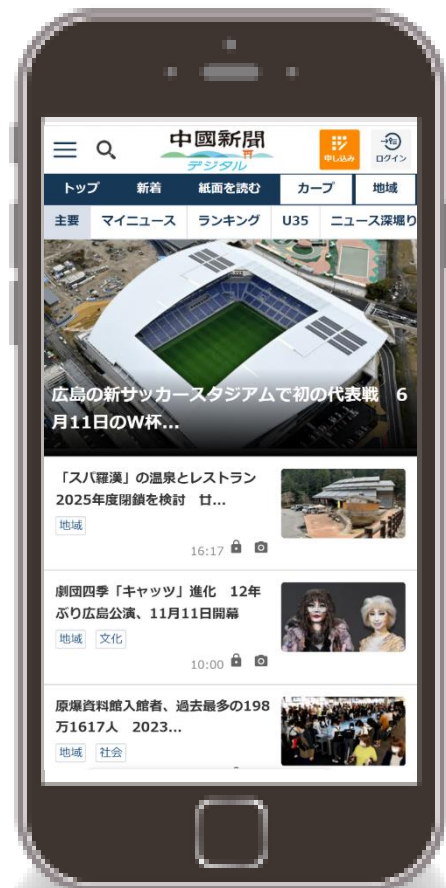 中國新聞
デジタル
申し込み
ログイン
トップ 新着 紙面を読む カープ 地域
主要 マイニュース ランキング U35 ニュース深堀り
広島の新サッカースタジアムで初の代表戦 6
月11日のW杯...
「スパ羅漢」の温泉とレストラン
2025年度閉鎖を検討 廿...
地域
16:17
劇団四季「キャッツ」進化 12年
ぶり広島公演、11月11日開幕
地域 文化
10:00
原爆資料館入館者、過去最多の198
万1617人 2023...
地域 社会